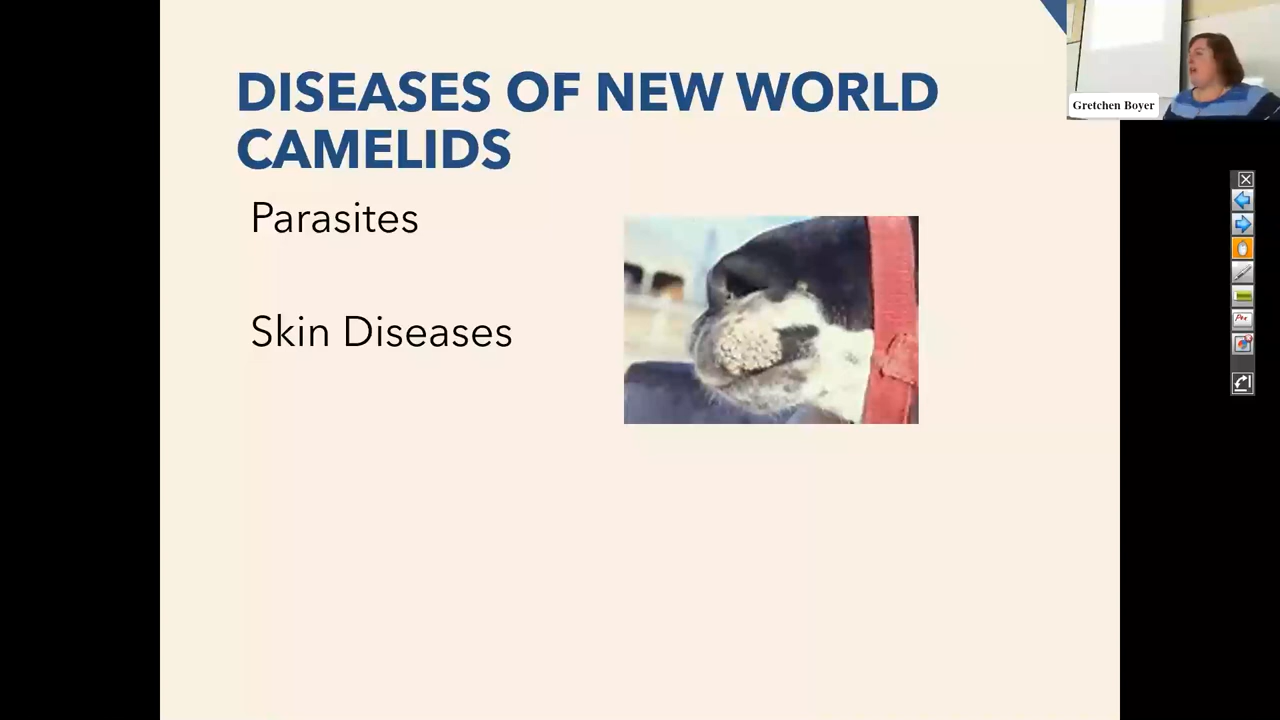 DISEASES OF NEW WORLD
CAMELIDS
Parasites
Skin Diseases
Gretchen Boyer